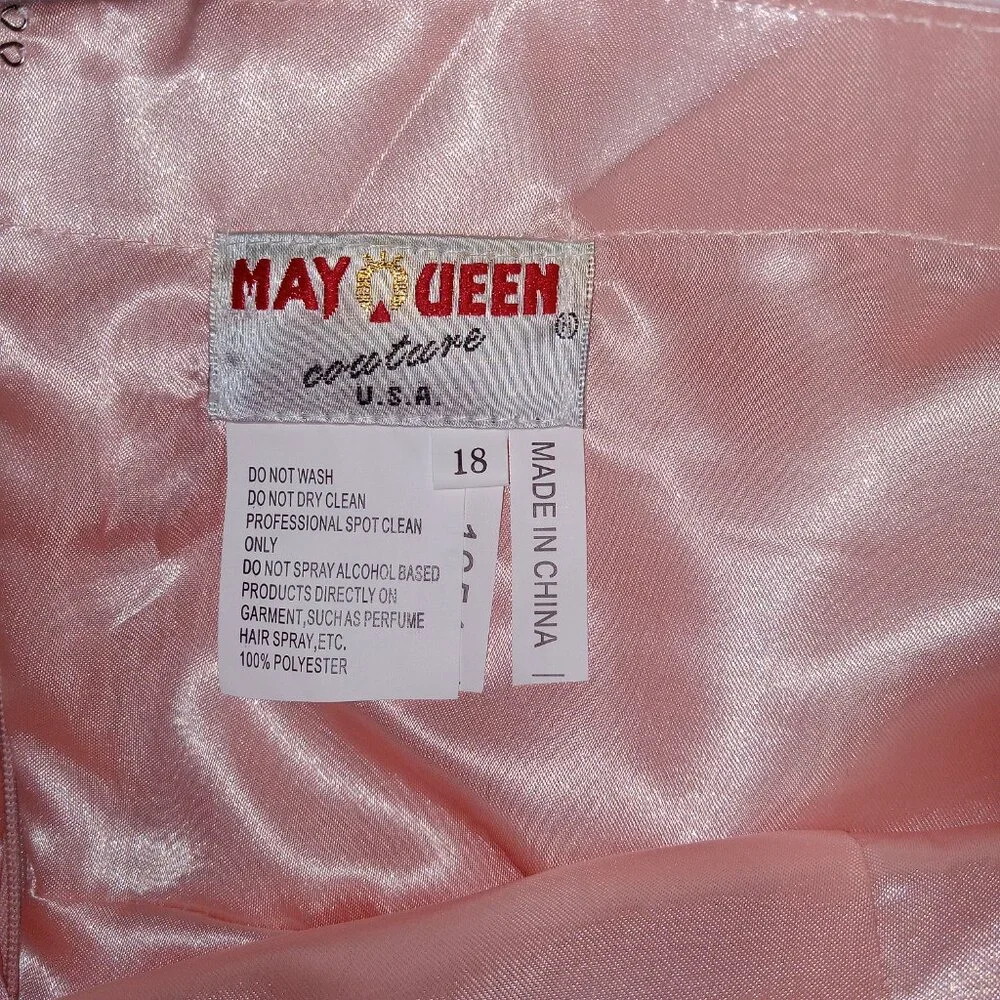 MAY QUEEN
couture
U.S.A.
18
DO NOT WASH
DO NOT DRY CLEAN
PROFESSIONAL SPOT CLEAN
ONLY
DO NOT SPRAY ALCOHOL BASED
PRODUCTS DIRECTLY ON
GARMENT,SUCH AS PERFUME
HAIR SPRAY,ETC.
100% POLYESTER
MADE IN CHINA